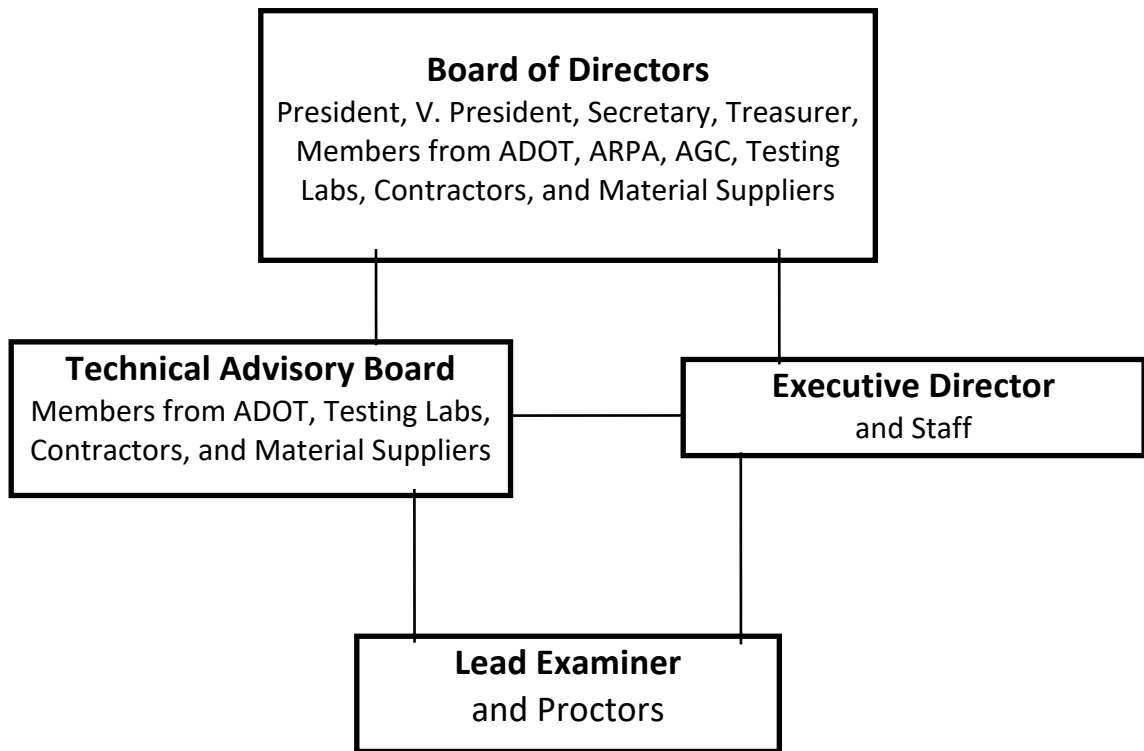 Board of Directors
President, V. President, Secretary, Treasurer,
Members from ADOT, ARPA, AGC, Testing
Labs, Contractors, and Material Suppliers
Technical Advisory Board
Members from ADOT, Testing Labs,
Contractors, and Material Suppliers
Executive Director
and Staff
Lead Examiner
and Proctors